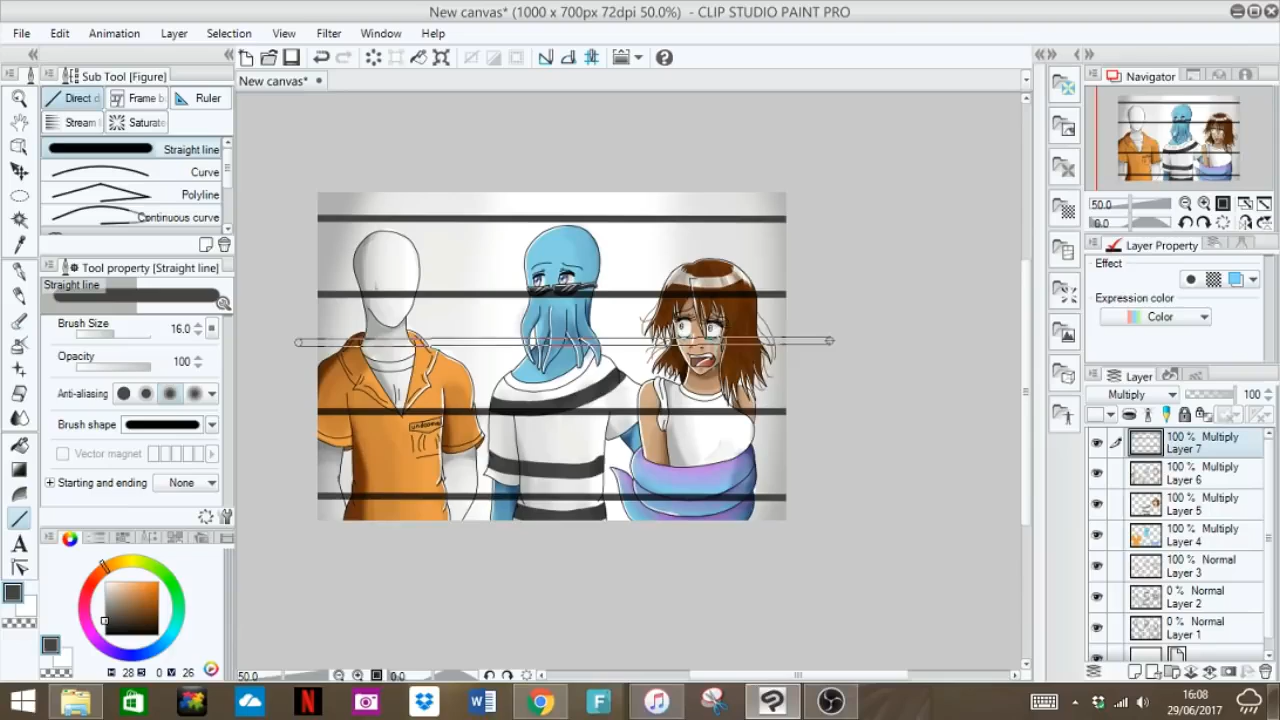 New canvas* (1000 x 700px 72dpi 50.0%) - CLIP STUDIO PAINT PRO
File Edit Animation Layer Selection View Filter Window Help
Sub Tool [Figure]
New canvas*
Navigator
Direct d Frame b Ruler
Stream l Saturate
Straight line
Curve
Polyline
Continuous curve
Tool property [Straight line]
Straight line
Brush Size 16.0
Opacity 100
Anti-aliasing
Brush shape
Vector magnet
Starting and ending None
50.0
0.0
Layer Property
Effect
Expression color
Color
Layer
Multiply 100
100 % Multiply
Layer 7
100 % Multiply
Layer 6
100 % Multiply
Layer 5
100 % Multiply
Layer 4
100 % Normal
Layer 3
0 % Normal
Layer 2
0 % Normal
Layer 1
H 28 S 0 V 26
50.0 0.0
16:08
29/06/2017